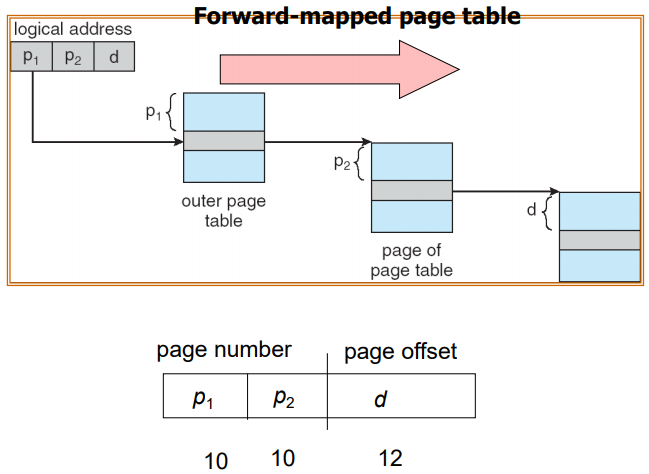 Forward-mapped page table
logical address
p₁ p₂ d
p₁
p₂
d
outer page
table
page of
page table
page number page offset
p₁ p₂ d
10 10 12